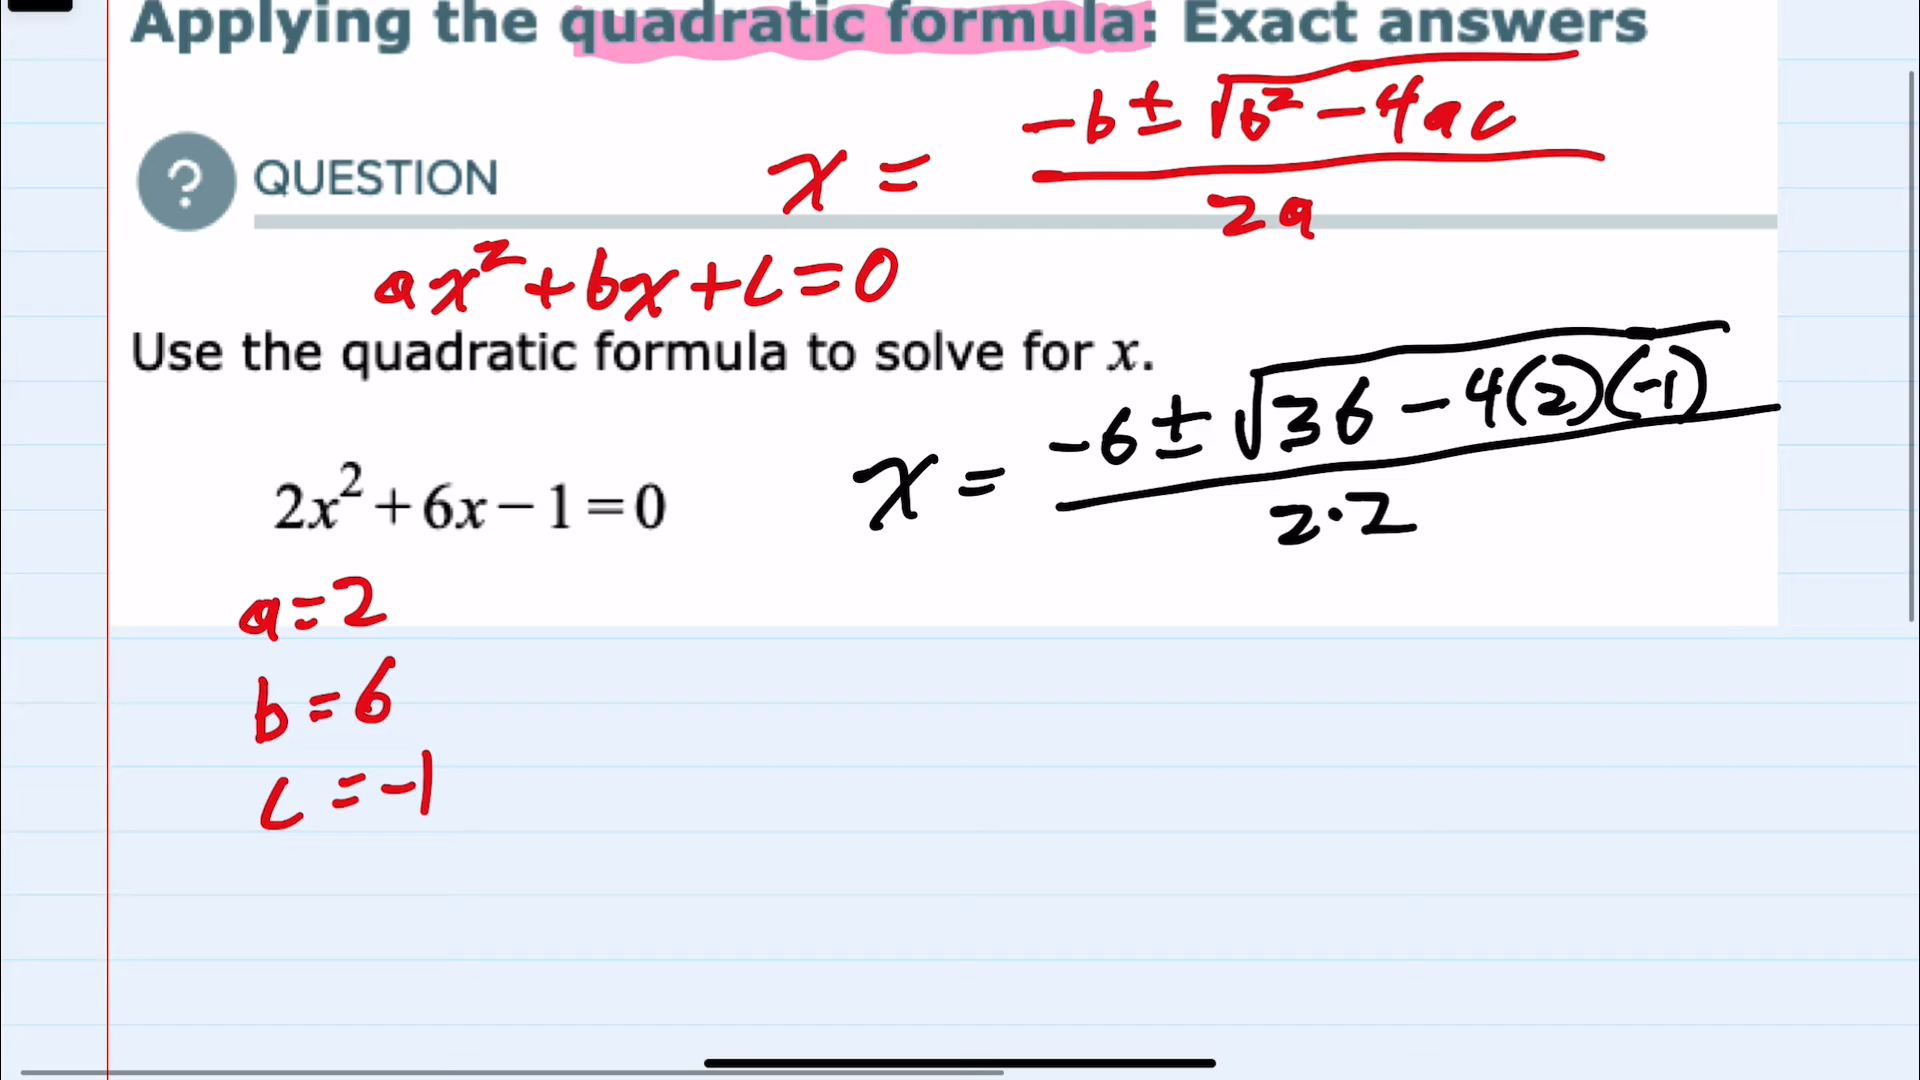 Applying the quadratic formula: Exact answers
x = (-b ± √(b² - 4ac)) / 2a
? QUESTION
ax² + bx + c = 0
Use the quadratic formula to solve for x.
2x² + 6x − 1 = 0
x = (-6 ± √(36 - 4(2)(-1))) / 2·2
a = 2
b = 6
c = -1